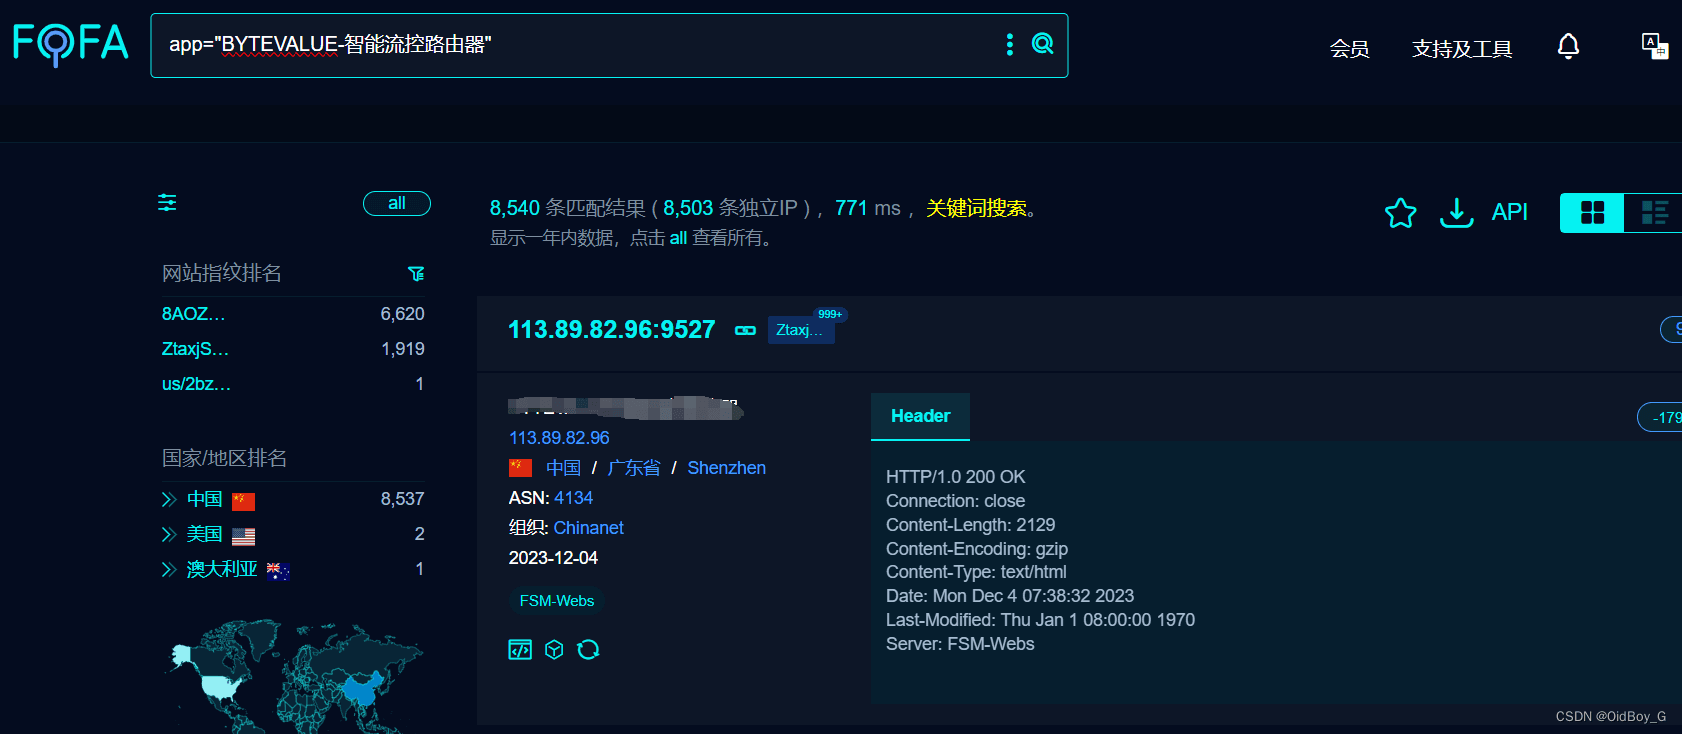 FOFA
app="BYTEVALUE-智能流控路由器"
会员
支持及工具
all
8,540 条匹配结果 ( 8,503 条独立IP ) ， 771 ms ， 关键词搜索。
显示一年内数据，点击 all 查看所有。
API
网站指纹排名
8AOZ… 6,620
ZtaxjS… 1,919
us/2bz… 1
国家/地区排名
中国 8,537
美国 2
澳大利亚 1
113.89.82.96:9527
Ztaxj…
999+
113.89.82.96
中国 / 广东省 / Shenzhen
ASN: 4134
组织: Chinanet
2023-12-04
FSM-Webs
Header
-179
HTTP/1.0 200 OK
Connection: close
Content-Length: 2129
Content-Encoding: gzip
Content-Type: text/html
Date: Mon Dec 4 07:38:32 2023
Last-Modified: Thu Jan 1 08:00:00 1970
Server: FSM-Webs
CSDN @OidBoy_G